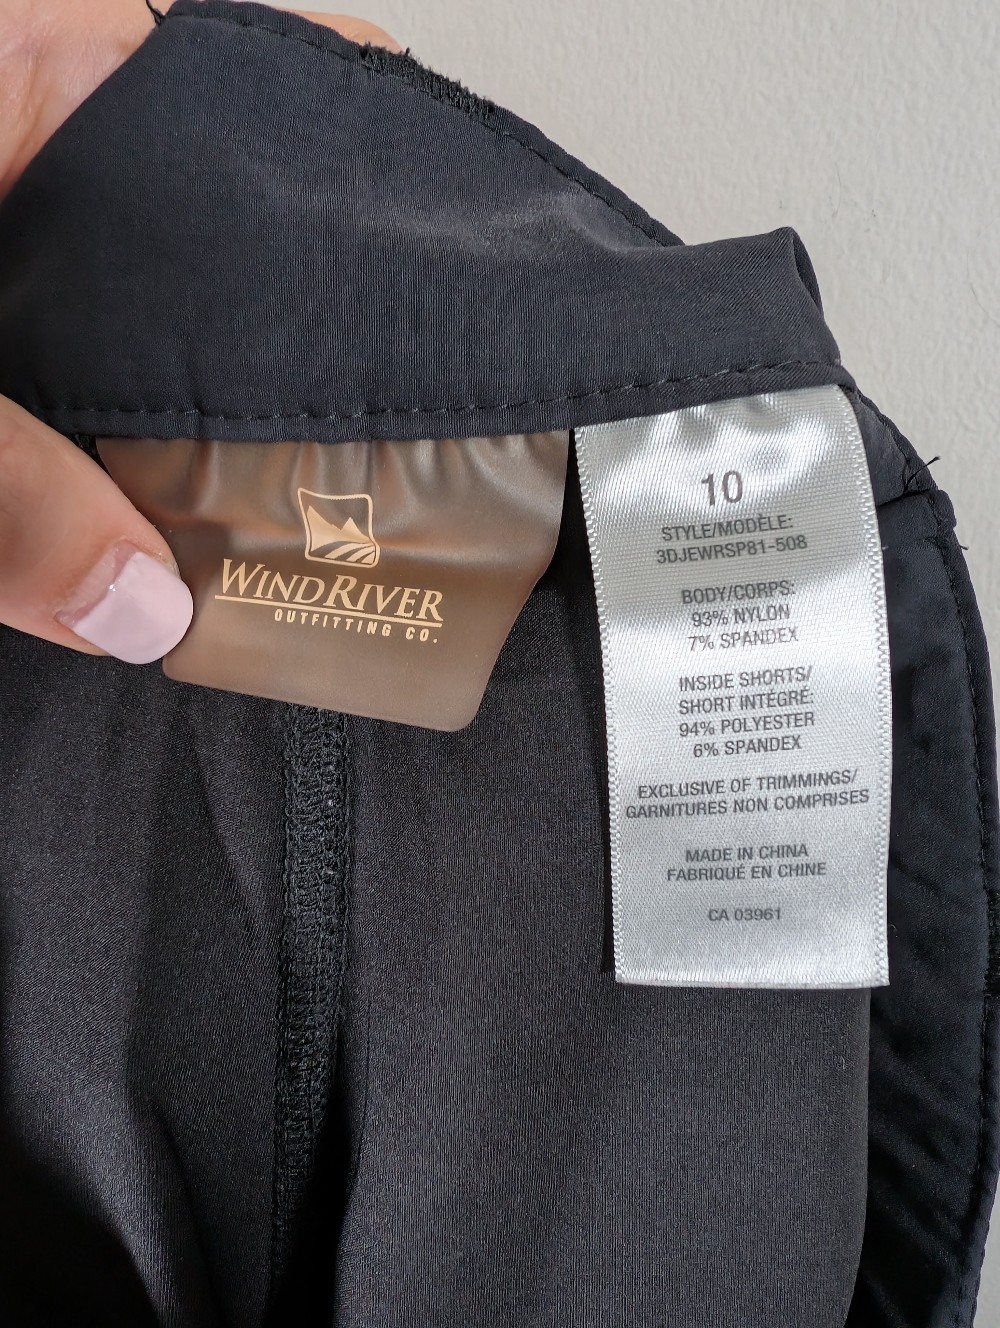 WINDRIVER
OUTFITTING CO.
10
STYLE/MODÈLE:
3DJEWRSP81-508
BODY/CORPS:
93% NYLON
7% SPANDEX
INSIDE SHORTS/
SHORT INTÉGRÉ:
94% POLYESTER
6% SPANDEX
EXCLUSIVE OF TRIMMINGS/
GARNITURES NON COMPRISES
MADE IN CHINA
FABRIQUÉ EN CHINE
CA 03961